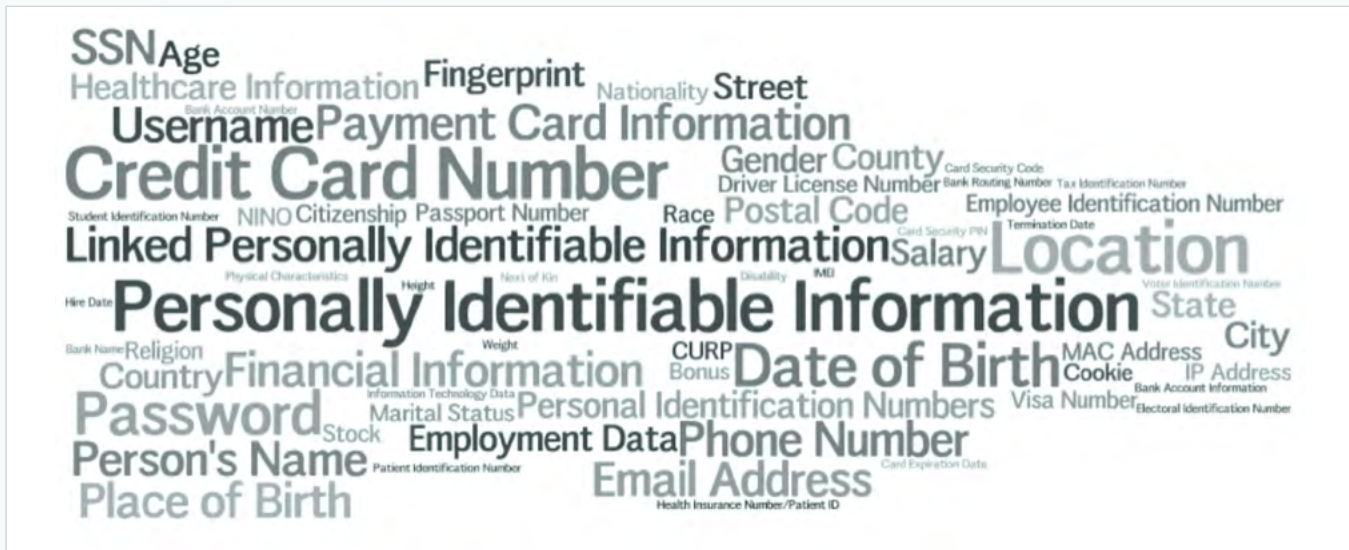 SSN Age
Healthcare Information Fingerprint Nationality Street
Bank Account Number
Username Payment Card Information
Credit Card Number Gender County Card Security Code
Driver License Number Bank Routing Number Tax Identification Number
Student Identification Number NINO Citizenship Passport Number Race Postal Code Employee Identification Number
Linked Personally Identifiable Information Salary Card Security PIN Termination Date Location
Physical Characteristics Height Next of Kin Disability IMEI Voter Identification Number
Hire Date Personally Identifiable Information State
City
Bank Name Religion Weight CURP Date of Birth MAC Address
Country Financial Information Bonus Cookie IP Address
Information Technology Data Bank Account Information
Password Marital Status Personal Identification Numbers Visa Number Electoral Identification Number
Stock Employment Data Phone Number
Person's Name Patient Identification Number Email Address Card Expiration Date
Place of Birth Health Insurance Number/Patient ID